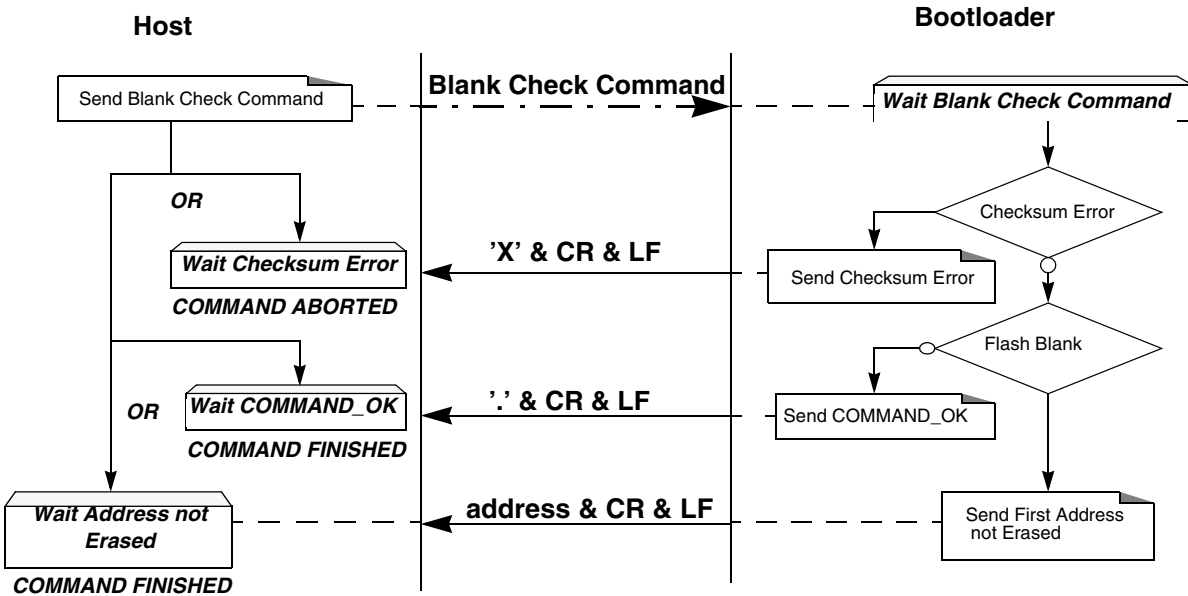 Host
Bootloader
Send Blank Check Command
Blank Check Command
Wait Blank Check Command
OR
Checksum Error
Wait Checksum Error
'X' & CR & LF
Send Checksum Error
COMMAND ABORTED
Flash Blank
OR
Wait COMMAND_OK
'.' & CR & LF
Send COMMAND_OK
COMMAND FINISHED
Wait Address not
Erased
address & CR & LF
Send First Address
not Erased
COMMAND FINISHED